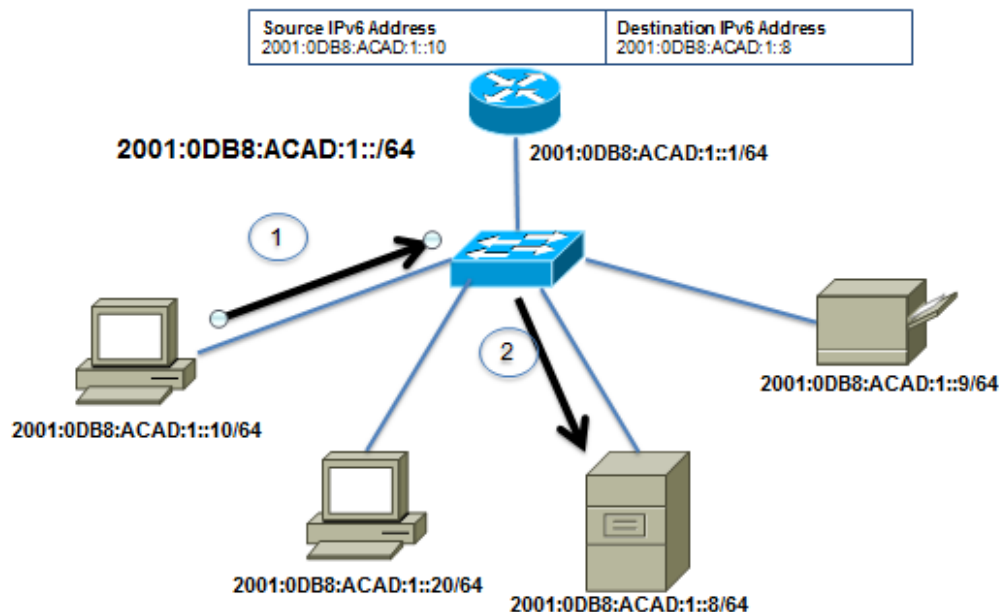 Source IPv6 Address
2001:0DB8:ACAD:1::10
Destination IPv6 Address
2001:0DB8:ACAD:1::8
2001:0DB8:ACAD:1::/64
2001:0DB8:ACAD:1::1/64
1
2
2001:0DB8:ACAD:1::9/64
2001:0DB8:ACAD:1::10/64
2001:0DB8:ACAD:1::20/64
2001:0DB8:ACAD:1::8/64